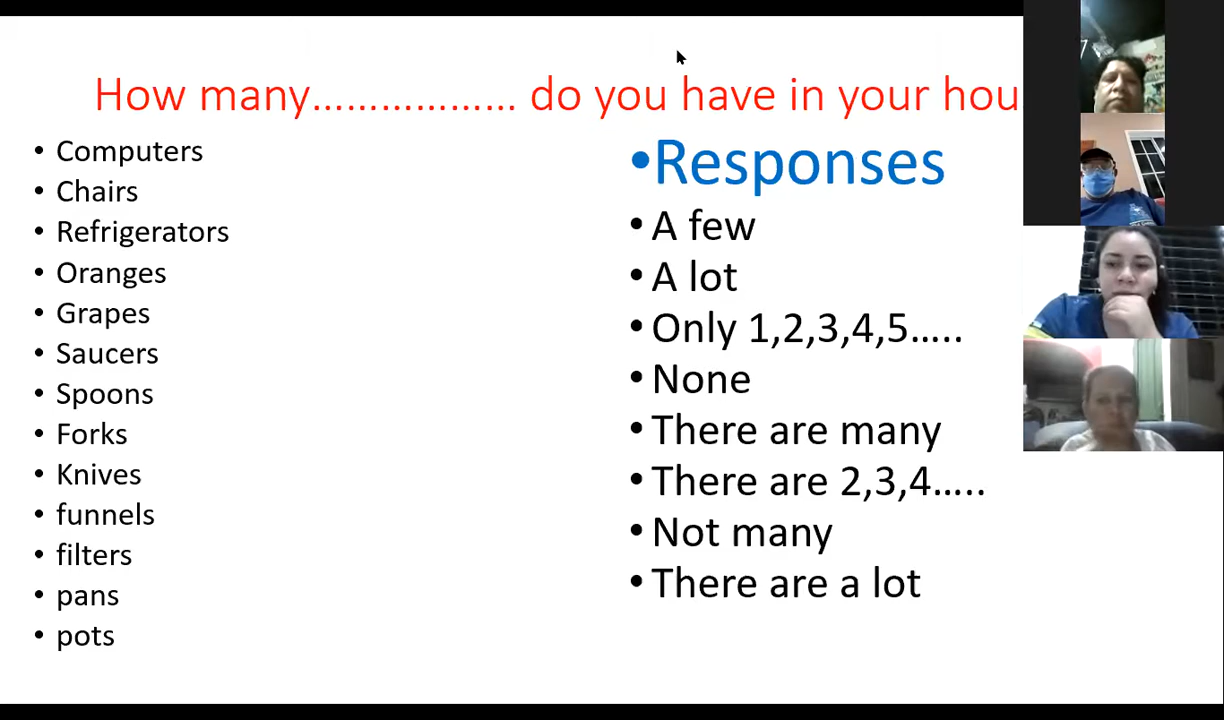 How many……………… do you have in your hou
• Computers
• Chairs
• Refrigerators
• Oranges
• Grapes
• Saucers
• Spoons
• Forks
• Knives
• funnels
• filters
• pans
• pots
• Responses
• A few
• A lot
• Only 1,2,3,4,5…..
• None
• There are many
• There are 2,3,4…..
• Not many
• There are a lot